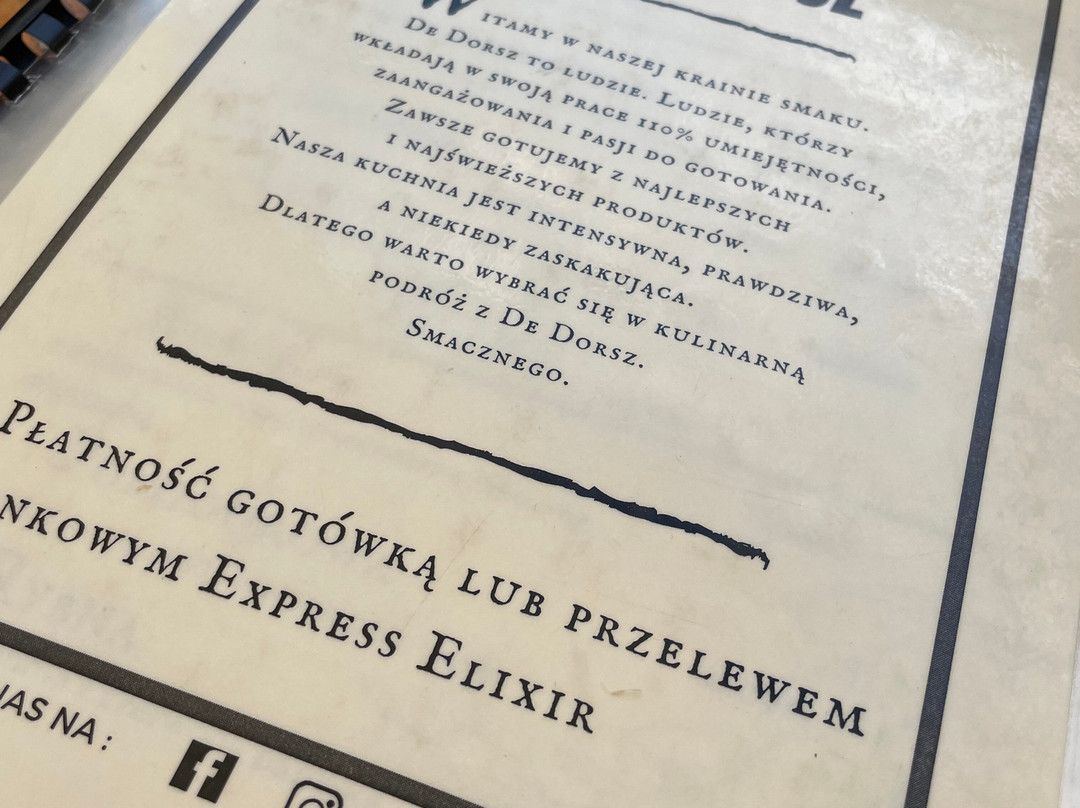 Witamy w naszej krainie smaku.
De Dorsz to ludzie. Ludzie, którzy
wkładają w swoją prace 110% umiejętności,
zaangażowania i pasji do gotowania.
Zawsze gotujemy z najlepszych
i najświeższych produktów.
Nasza kuchnia jest intensywna, prawdziwa,
a niekiedy zaskakująca.
Dlatego warto wybrać się w kulinarną
podróż z De Dorsz.
Smacznego.
Płatność gotówką lub przelewem
nkowym Express Elixir
NAS NA: